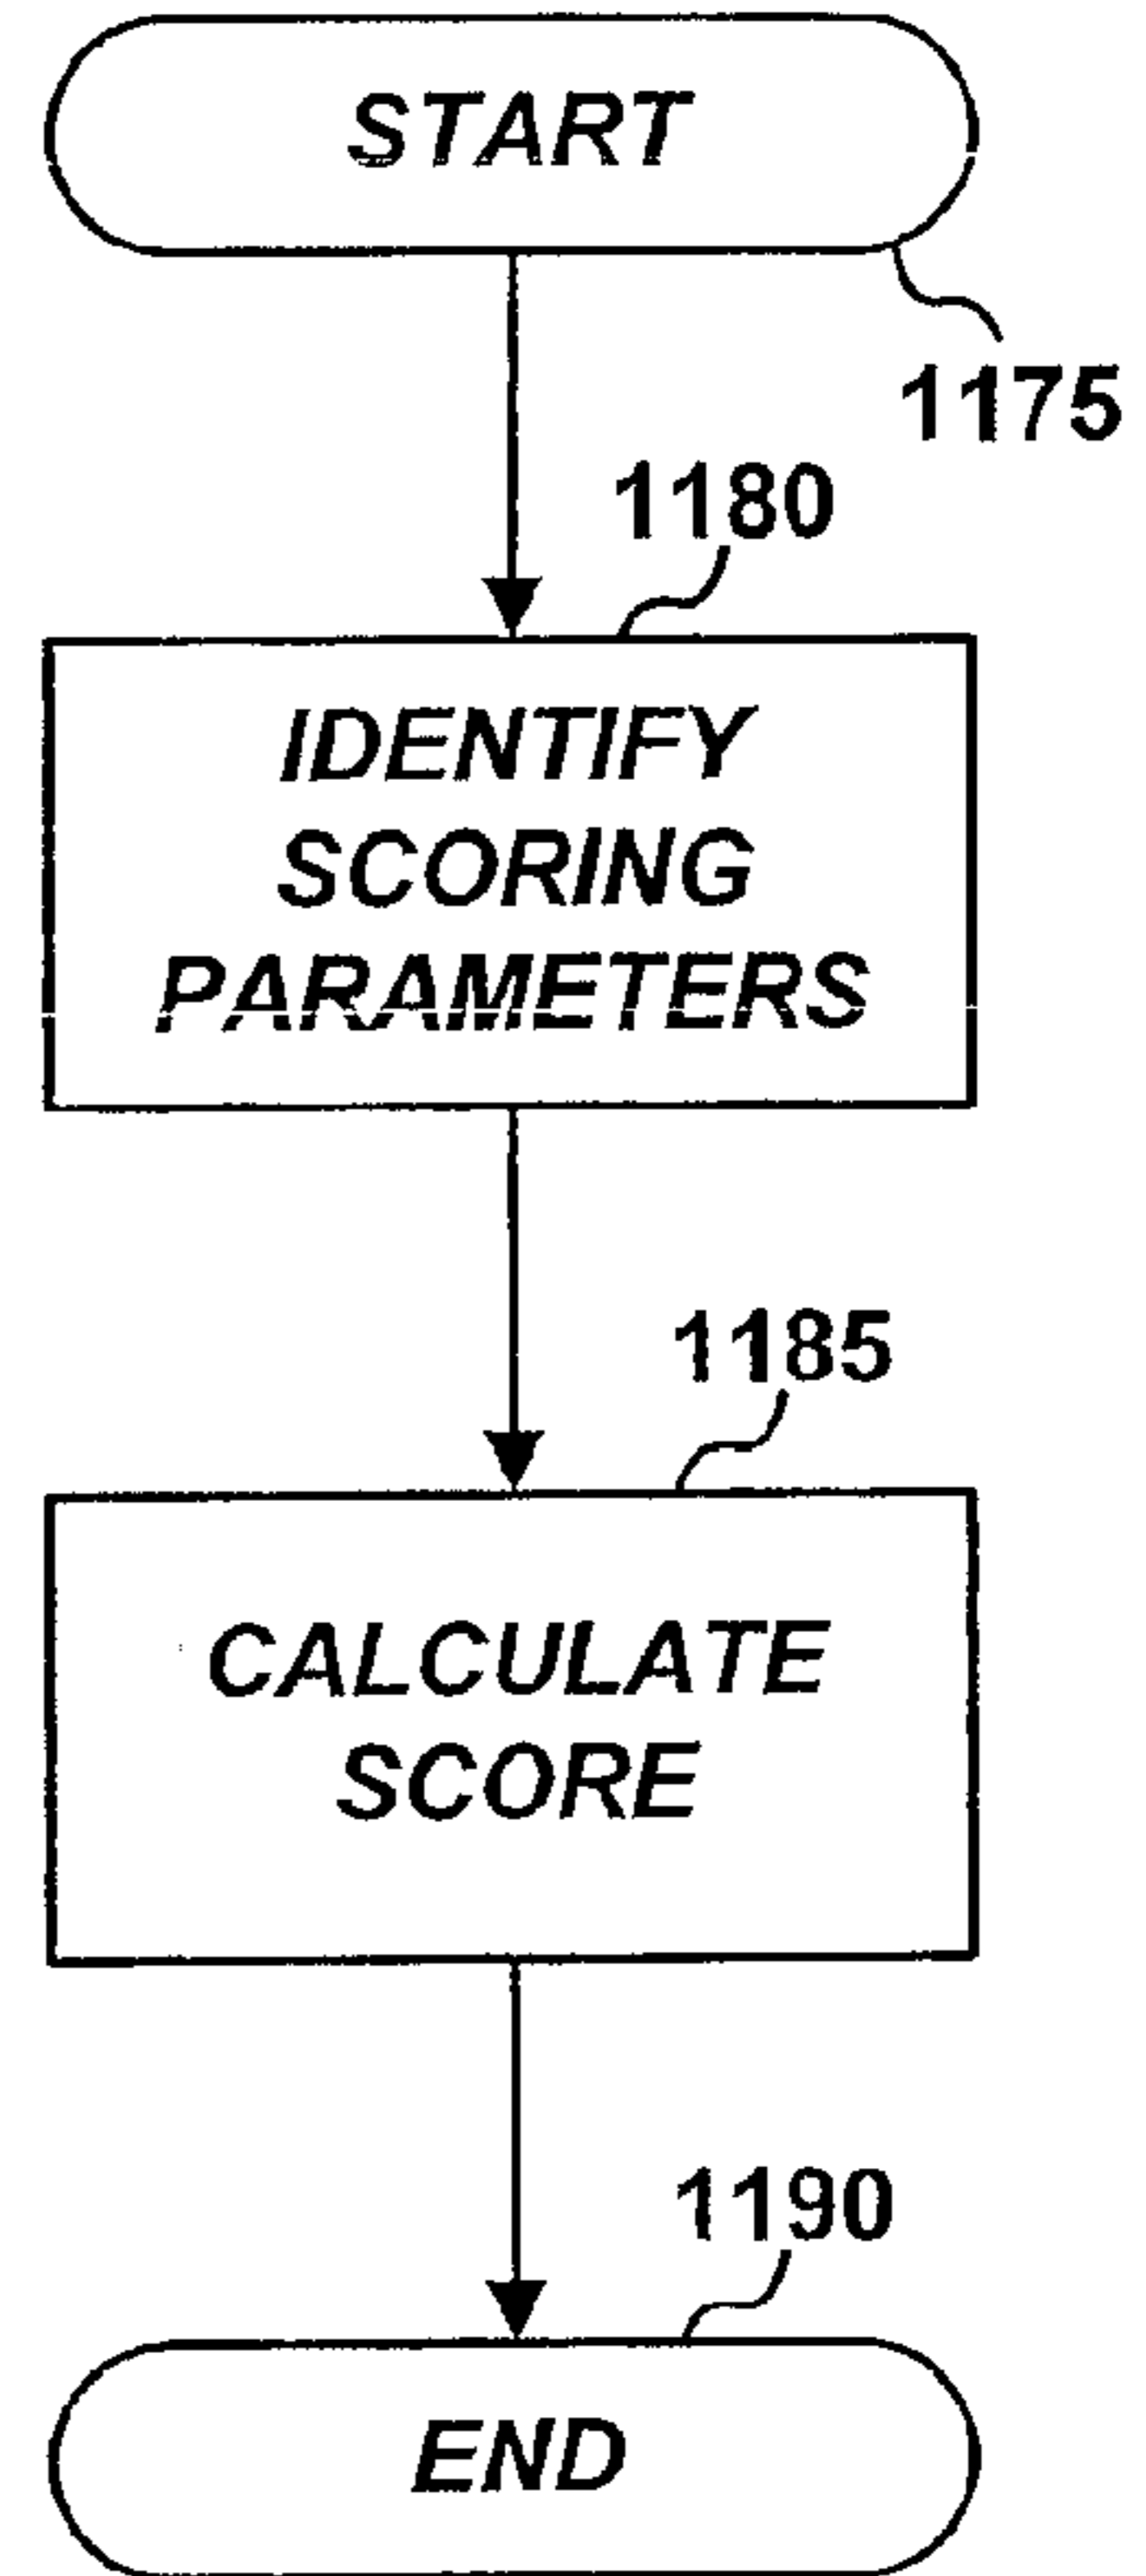 START
1175
1180
IDENTIFY
SCORING
PARAMETERS
1185
CALCULATE
SCORE
1190
END